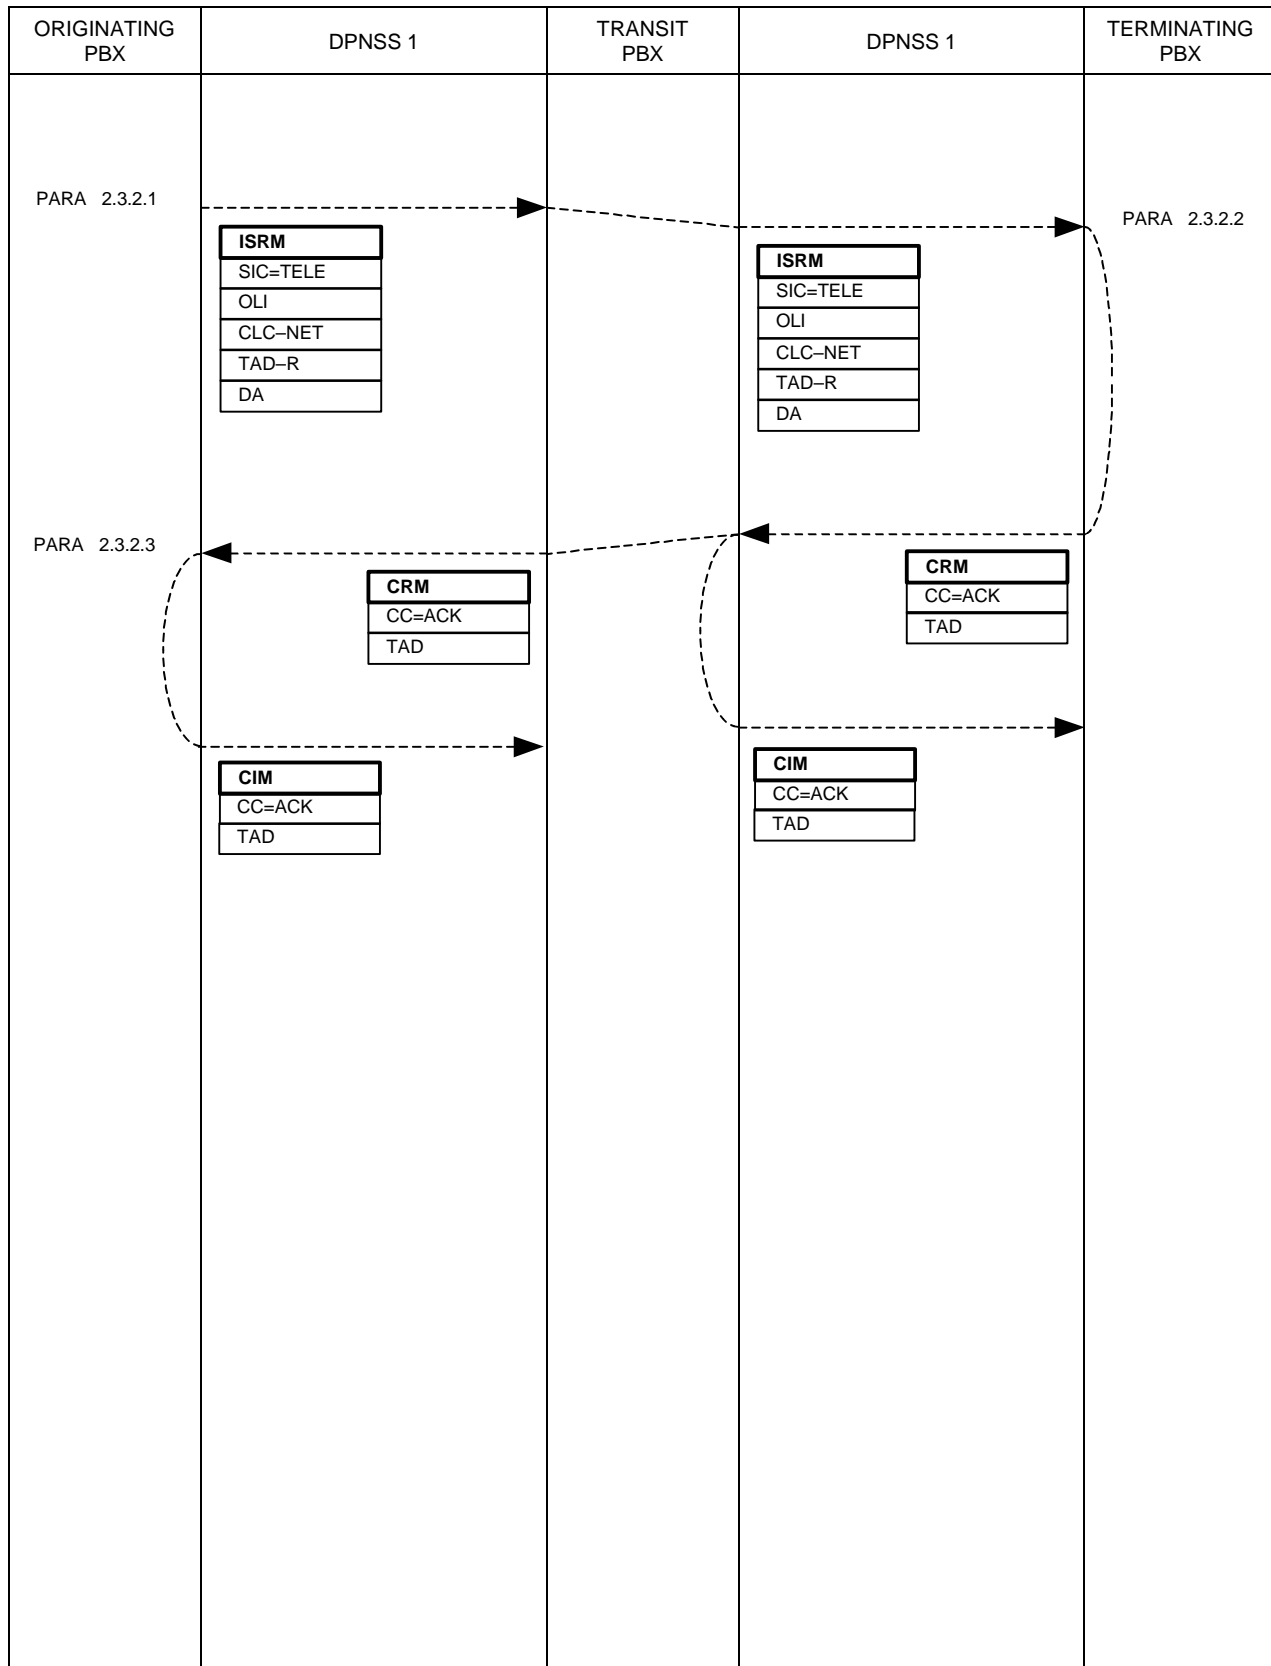 ORIGINATING
PBX
DPNSS 1
TRANSIT
PBX
DPNSS 1
TERMINATING
PBX
PARA 2.3.2.1
PARA 2.3.2.2
ISRM
SIC=TELE
OLI
CLC–NET
TAD–R
DA
ISRM
SIC=TELE
OLI
CLC–NET
TAD–R
DA
PARA 2.3.2.3
CRM
CC=ACK
TAD
CRM
CC=ACK
TAD
CIM
CC=ACK
TAD
CIM
CC=ACK
TAD